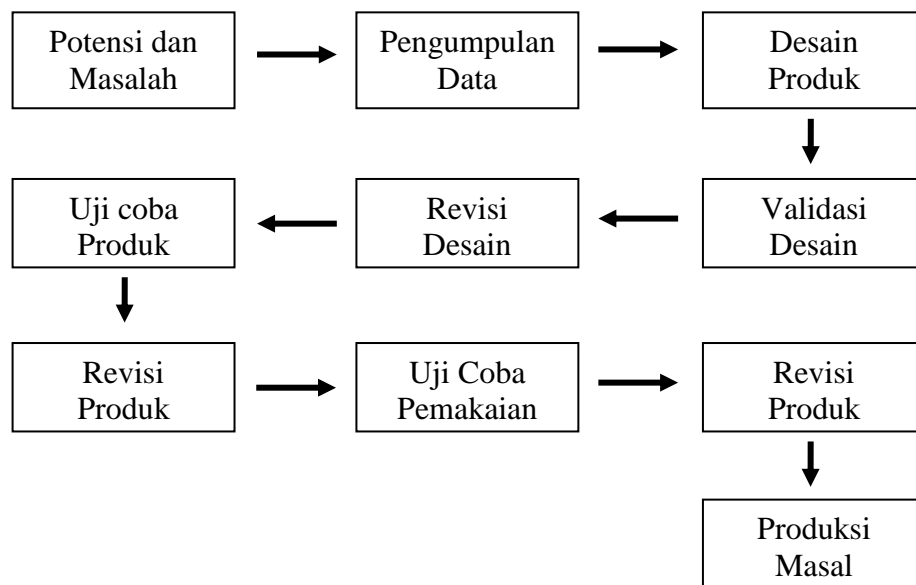 Potensi dan
Masalah
Pengumpulan
Data
Desain
Produk
Uji coba
Produk
Revisi
Desain
Validasi
Desain
Revisi
Produk
Uji Coba
Pemakaian
Revisi
Produk
Produksi
Masal